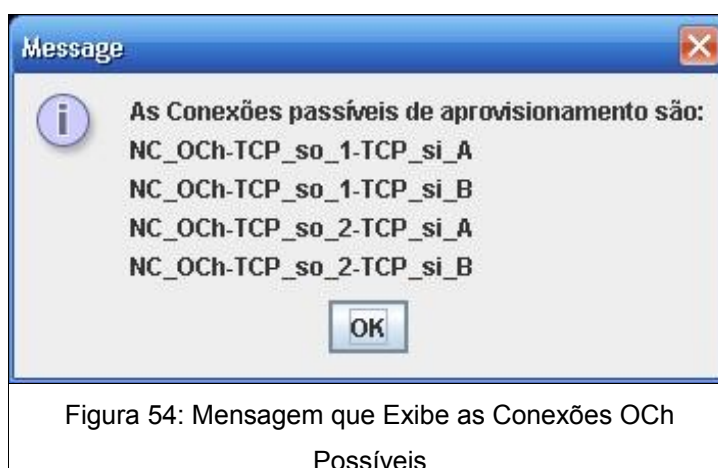 Message
As Conexões passíveis de aprovisionamento são:
NC_OCh-TCP_so_1-TCP_si_A
NC_OCh-TCP_so_1-TCP_si_B
NC_OCh-TCP_so_2-TCP_si_A
NC_OCh-TCP_so_2-TCP_si_B
OK
Figura 54: Mensagem que Exibe as Conexões OCh
Possíveis